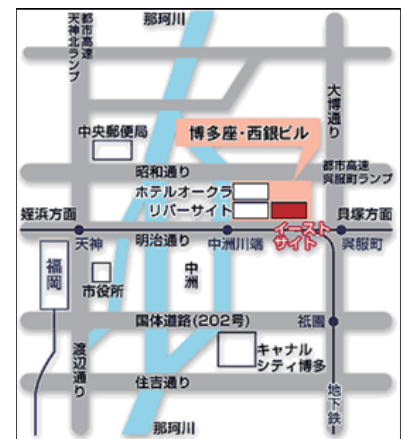 那珂川
都市高速
天神北ランプ
大博通り
中央郵便局
博多座・西銀ビル
昭和通り
都市高速
呉服町ランプ
ホテルオークラ
リバーサイト
姪浜方面
貝塚方面
イースト
サイト
天神
明治通り
中洲川端
呉服町
福岡
市役所
中洲
国体道路(202号)
祇園
キャナル
シティ博多
渡辺通り
住吉通り
地下鉄
那珂川